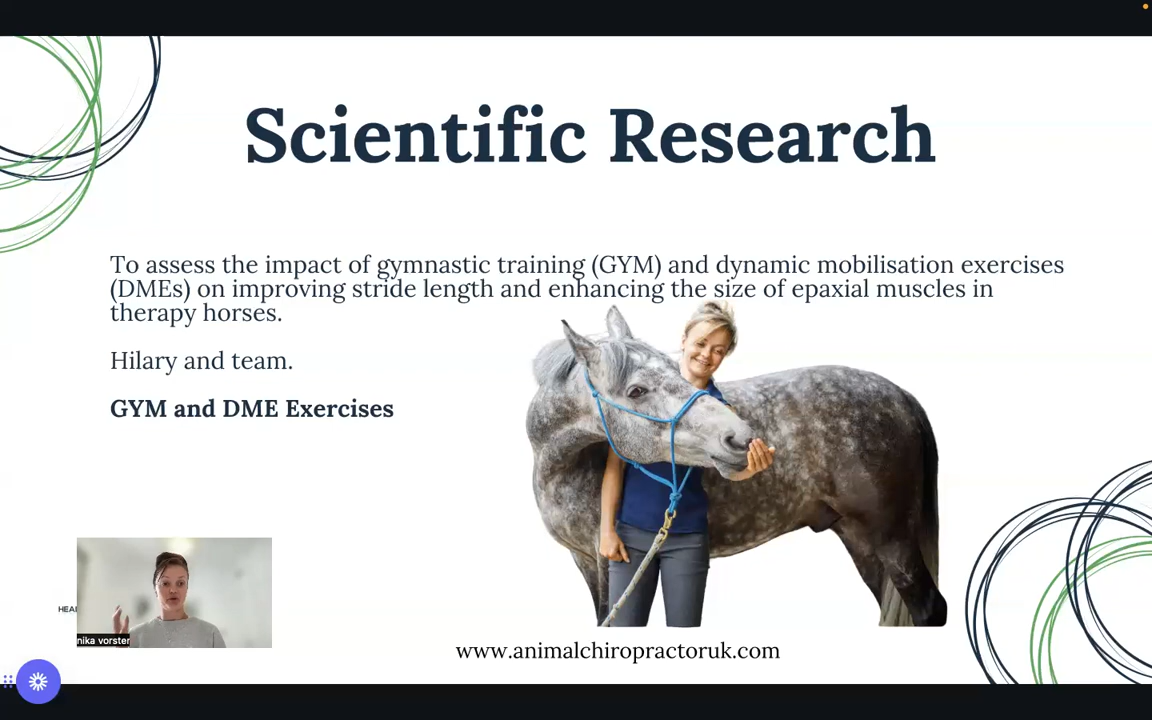 Scientific Research
To assess the impact of gymnastic training (GYM) and dynamic mobilisation exercises
(DMEs) on improving stride length and enhancing the size of epaxial muscles in
therapy horses.
Hilary and team.
GYM and DME Exercises
HEAL
nika vorster
www.animalchiropractoruk.com